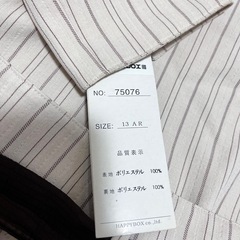 NO: 75076
SIZE: 13 AR
品質表示
表地 ポリエステル 100%
裏地 ポリエステル 100%
HAPPYBOX co.,ltd.